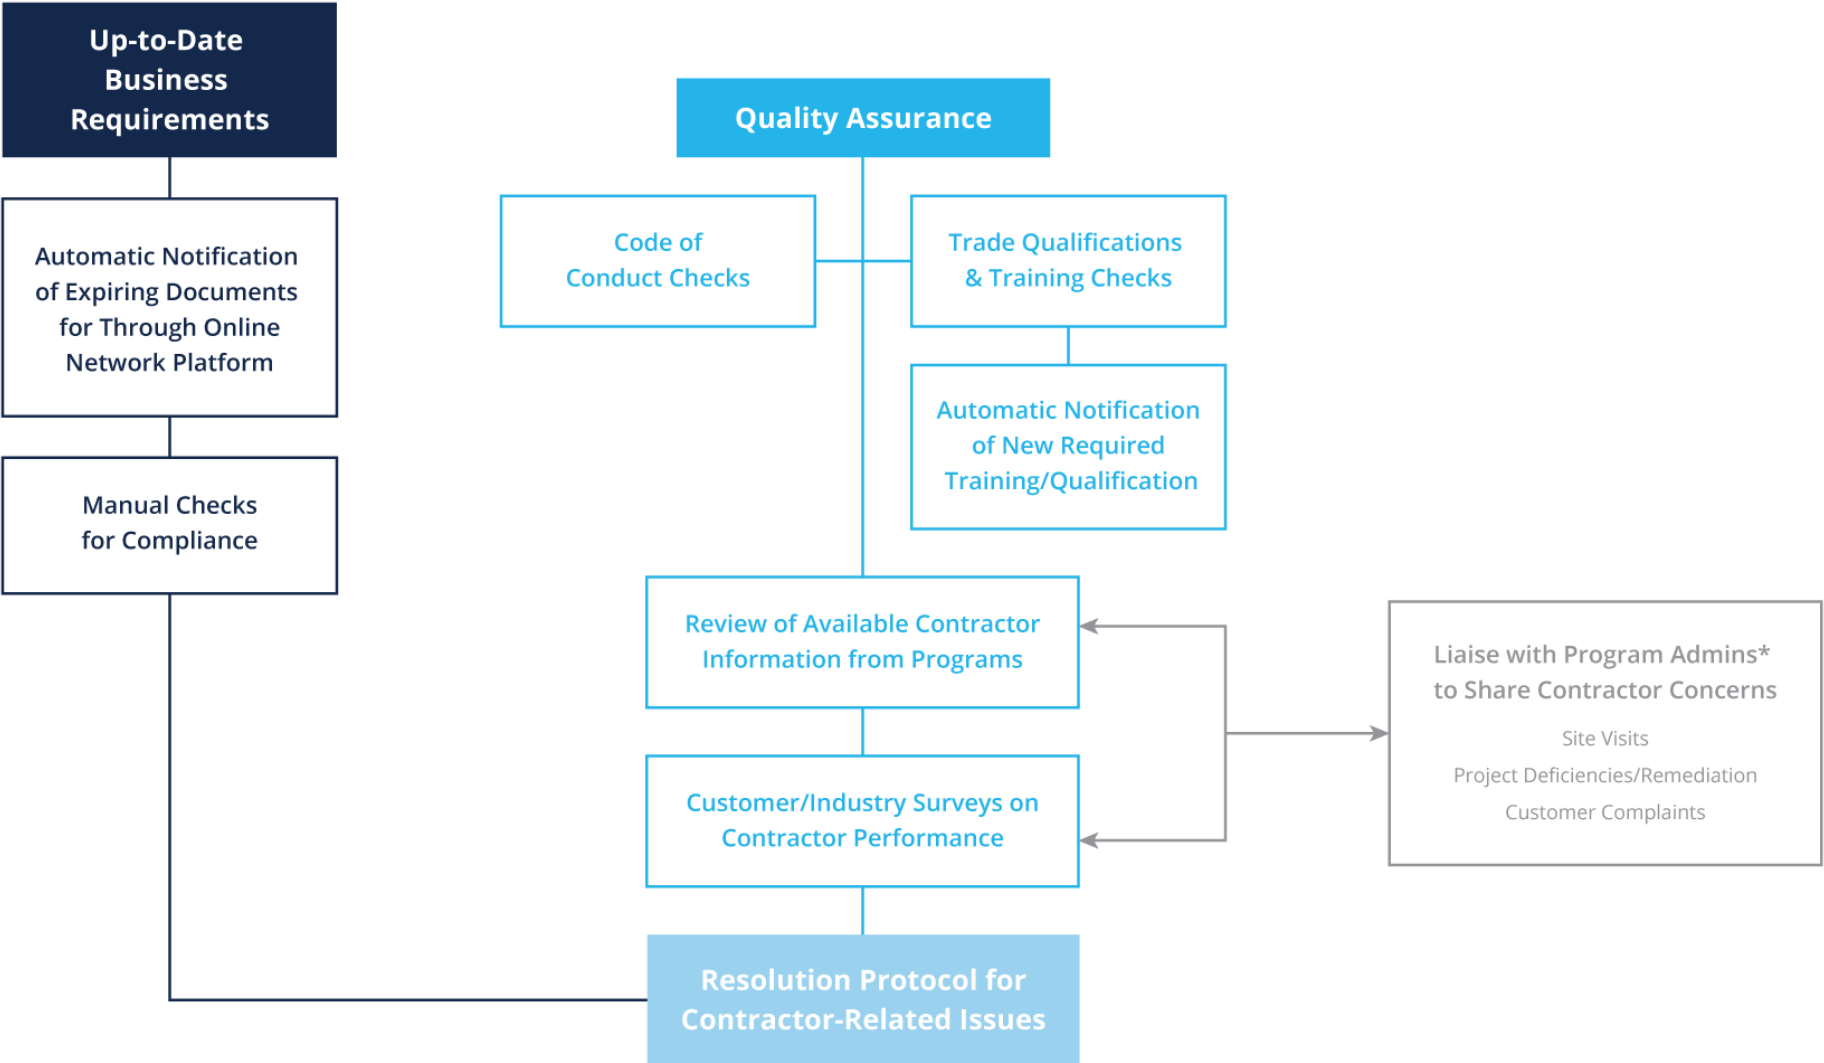 Up-to-Date
Business
Requirements
Automatic Notification
of Expiring Documents
for Through Online
Network Platform
Manual Checks
for Compliance
Quality Assurance
Code of
Conduct Checks
Trade Qualifications
& Training Checks
Automatic Notification
of New Required
Training/Qualification
Review of Available Contractor
Information from Programs
Customer/Industry Surveys on
Contractor Performance
Liaise with Program Admins*
to Share Contractor Concerns
Site Visits
Project Deficiencies/Remediation
Customer Complaints
Resolution Protocol for
Contractor-Related Issues